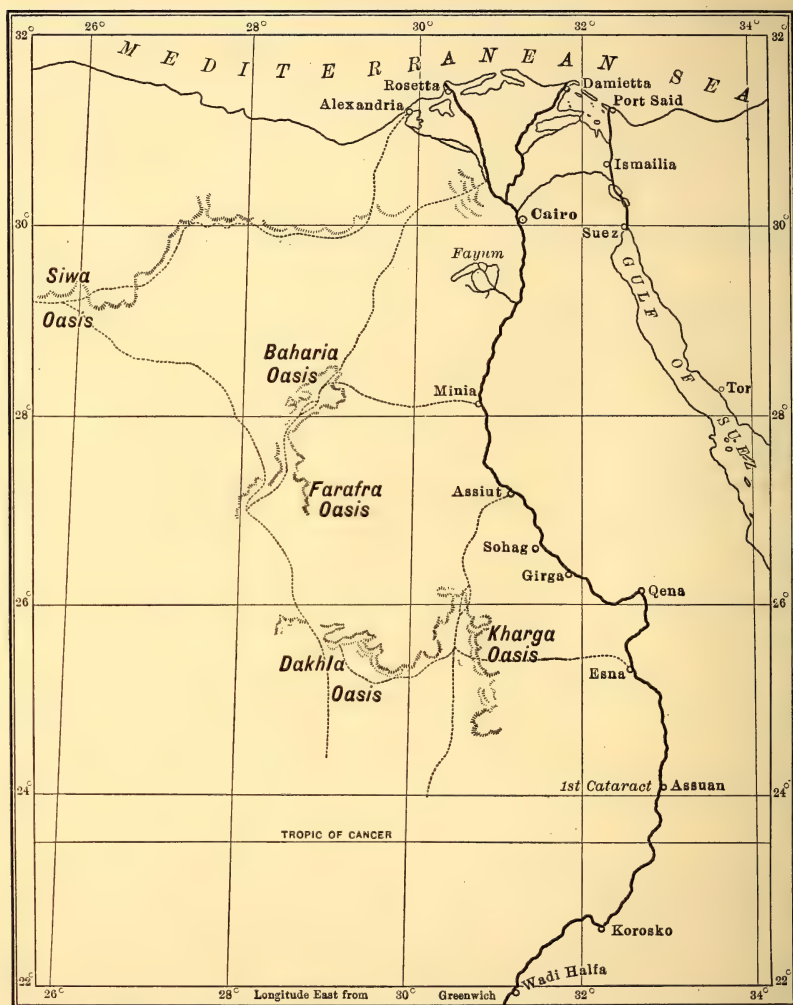 26° 28° 30° 32° 34°
32° 32°
MEDITERRANEAN SEA
Rosetta Damietta
Alexandria Port Said
Ismailia
30° Cairo 30°
Suez
Fayum
GULF OF SUEZ
Siwa
Oasis
Baharia
Oasis
Minia Tor
28° 28°
Farafra
Oasis
Assiut
Sohag
Girga
Qena
26° 26°
Kharga
Oasis
Dakhla
Oasis
Esna
1st Cataract Assuan
24° 24°
TROPIC OF CANCER
Korosko
Wadi Halfa
22° 22°
26° 28° Longitude East from 30° Greenwich 32° 34°